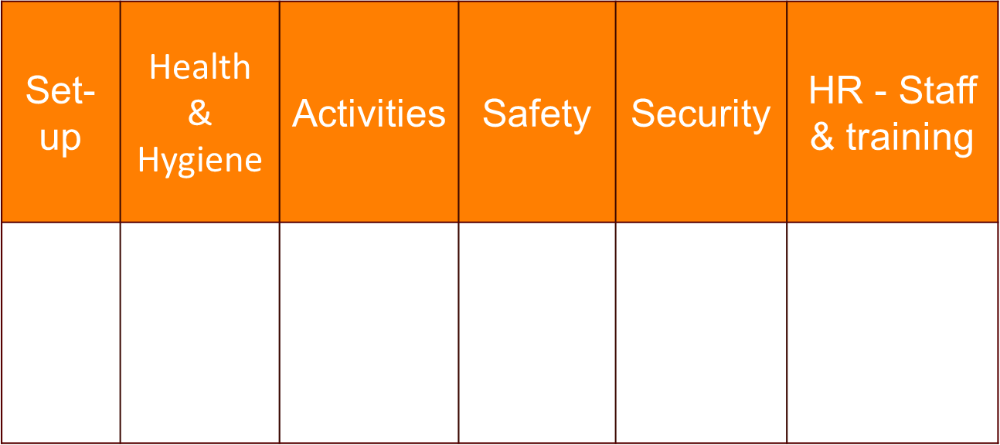 Set-
up
Health
&
Hygiene
Activities
Safety
Security
HR - Staff
& training